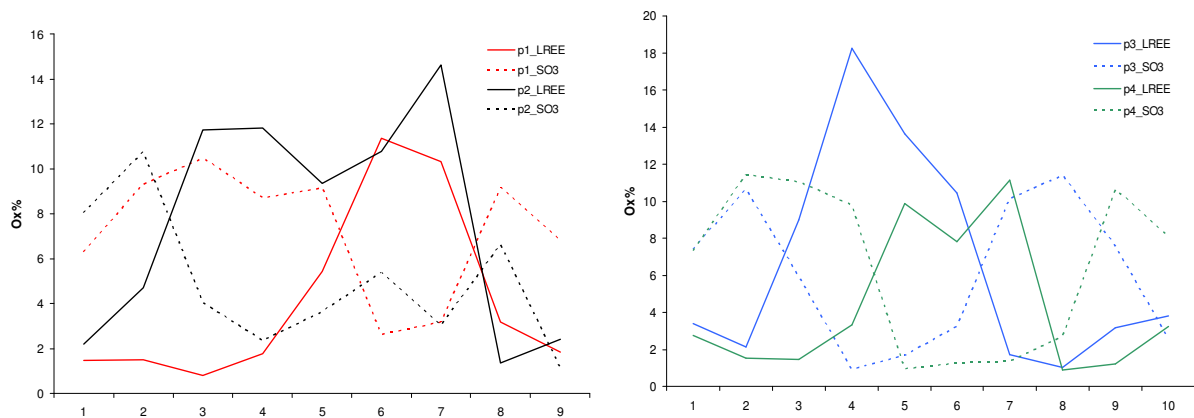 16
14
12
10
8
6
4
2
0
Ox%
1 2 3 4 5 6 7 8 9
p1_LREE
p1_SO3
p2_LREE
p2_SO3
20
18
16
14
12
10
8
6
4
2
0
Ox%
1 2 3 4 5 6 7 8 9 10
p3_LREE
p3_SO3
p4_LREE
p4_SO3